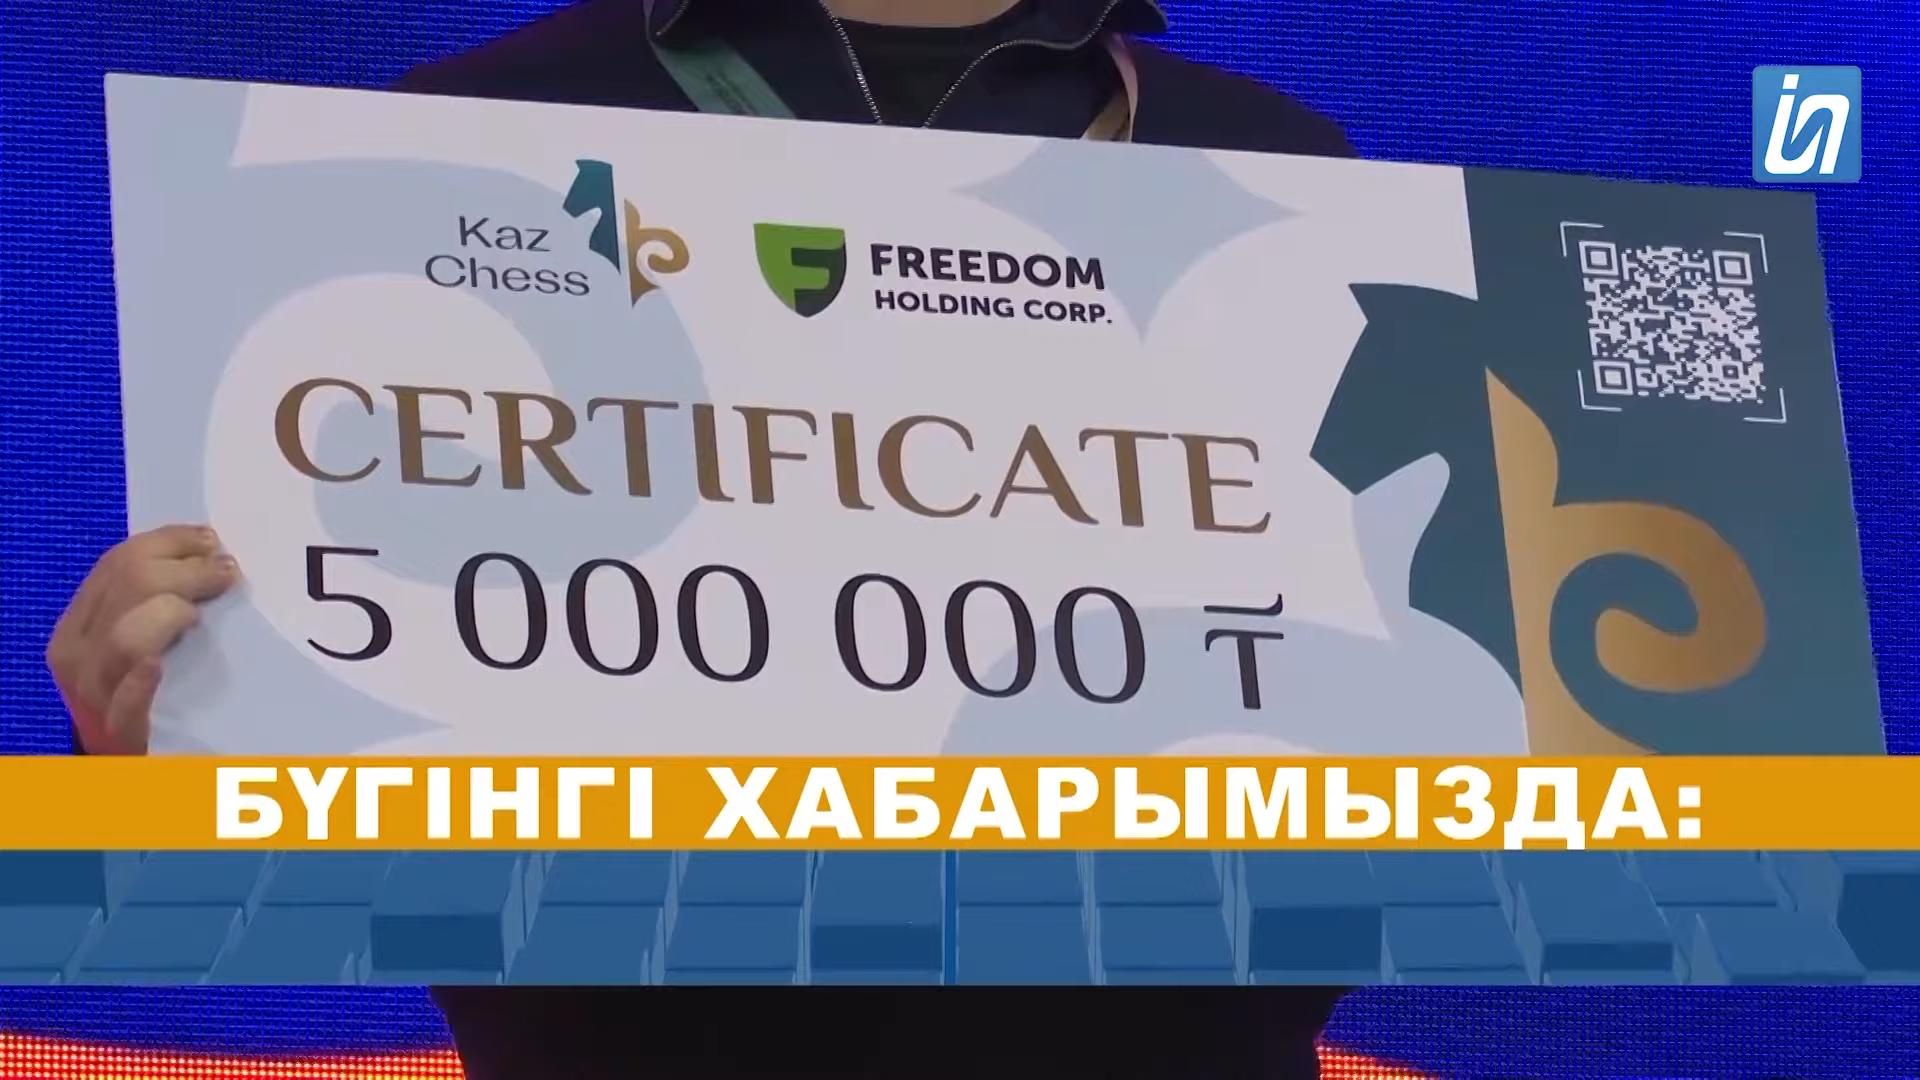 Kaz
Chess
FREEDOM
HOLDING CORP.
CERTIFICATE
5 000 000 ₸
БҮГІНГІ ХАБАРЫМЫЗДА: